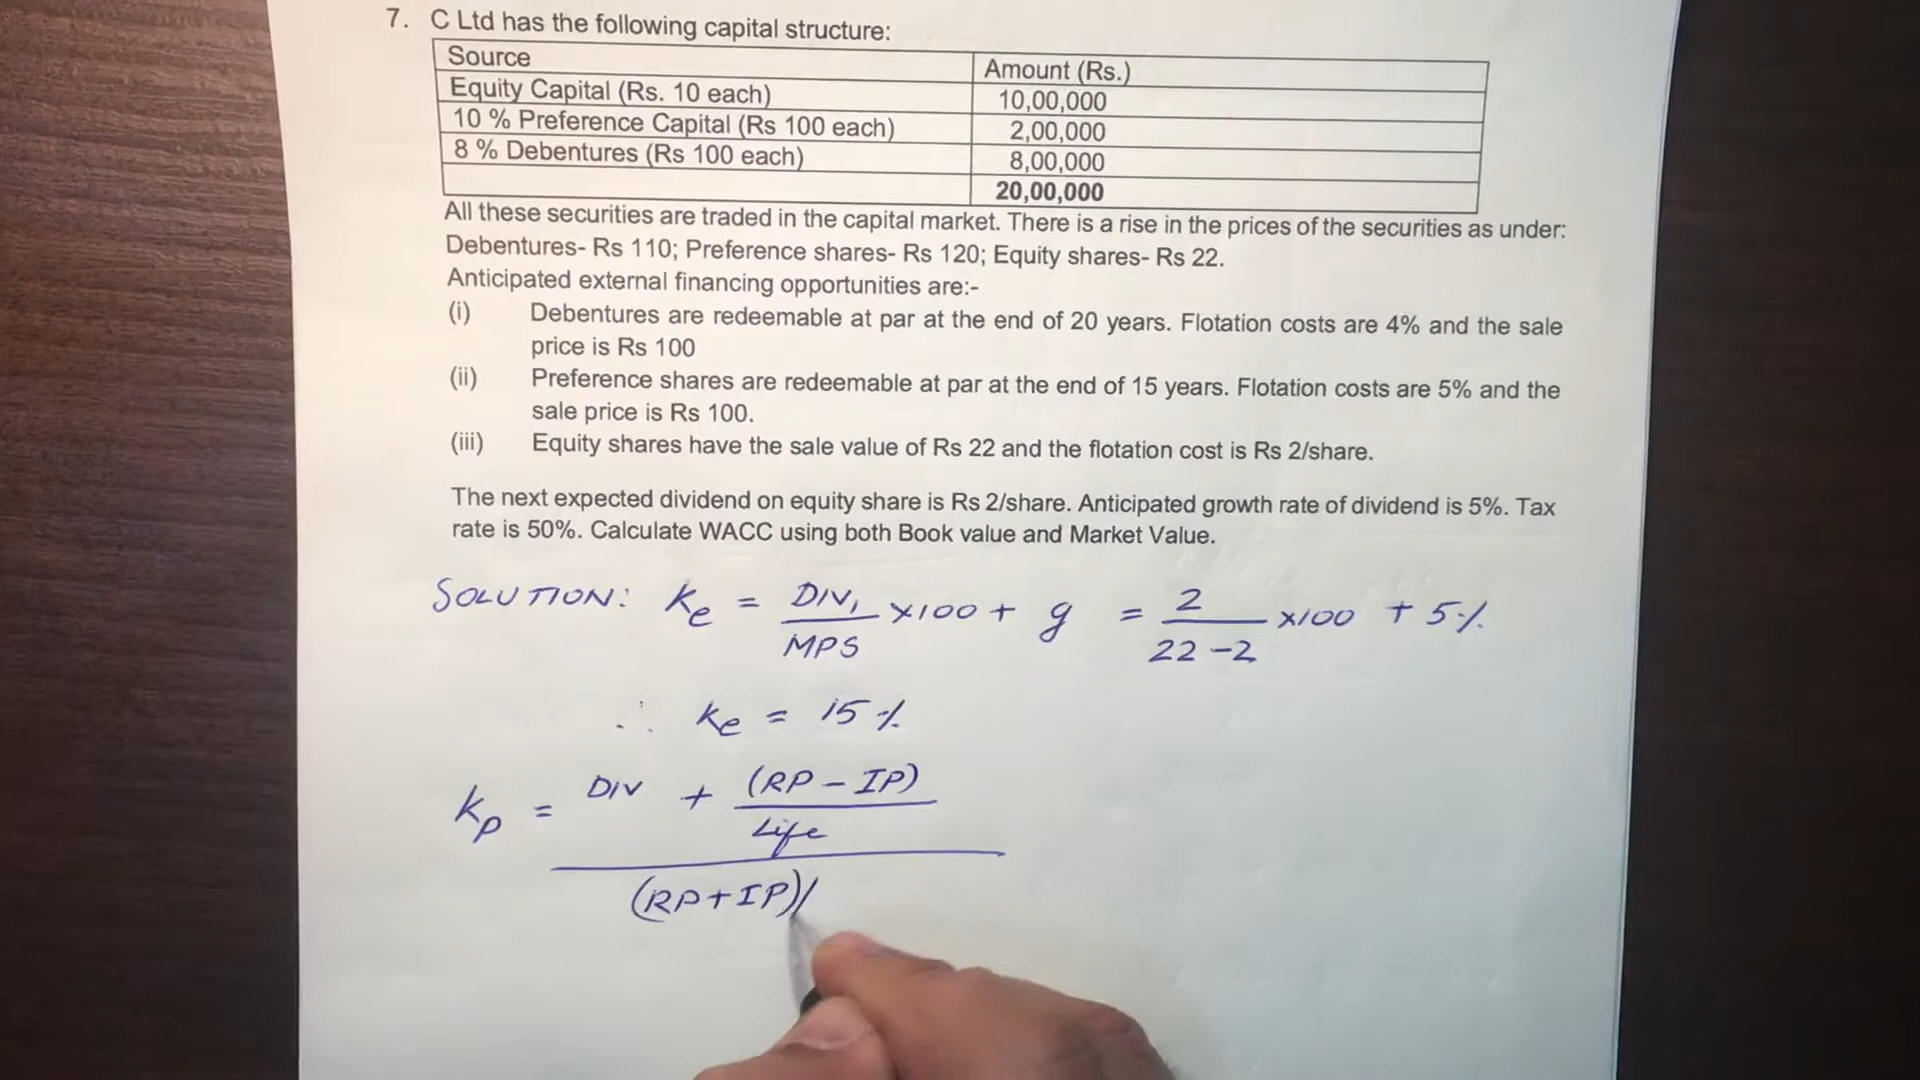 7. C Ltd has the following capital structure:
Source Amount (Rs.)
Equity Capital (Rs. 10 each) 10,00,000
10 % Preference Capital (Rs 100 each) 2,00,000
8 % Debentures (Rs 100 each) 8,00,000
20,00,000
All these securities are traded in the capital market. There is a rise in the prices of the securities as under:
Debentures- Rs 110; Preference shares- Rs 120; Equity shares- Rs 22.
Anticipated external financing opportunities are:-
(i) Debentures are redeemable at par at the end of 20 years. Flotation costs are 4% and the sale
price is Rs 100
(ii) Preference shares are redeemable at par at the end of 15 years. Flotation costs are 5% and the
sale price is Rs 100.
(iii) Equity shares have the sale value of Rs 22 and the flotation cost is Rs 2/share.
The next expected dividend on equity share is Rs 2/share. Anticipated growth rate of dividend is 5%. Tax
rate is 50%. Calculate WACC using both Book value and Market Value.
SOLUTION: Ke = DIV1 x100 + g = 2 x100 + 5%
MPS 22-2
∴ Ke = 15%
Kp = DIV + (RP - IP)
Life
(RP+IP)/